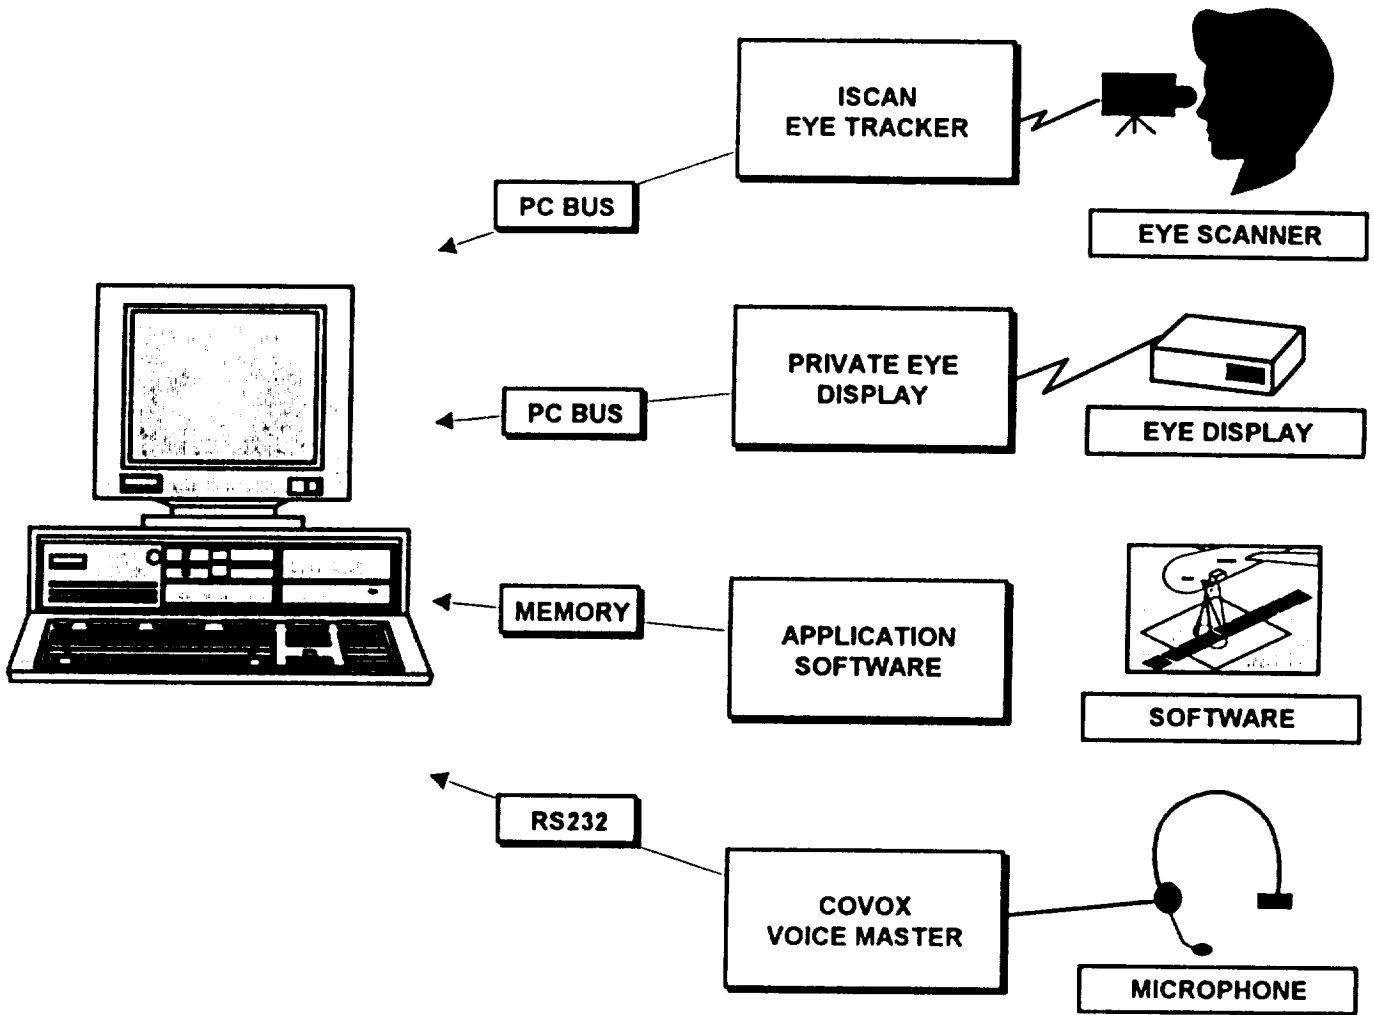 ISCAN
EYE TRACKER
PC BUS
EYE SCANNER
PRIVATE EYE
DISPLAY
PC BUS
EYE DISPLAY
MEMORY
APPLICATION
SOFTWARE
SOFTWARE
RS232
COVOX
VOICE MASTER
MICROPHONE